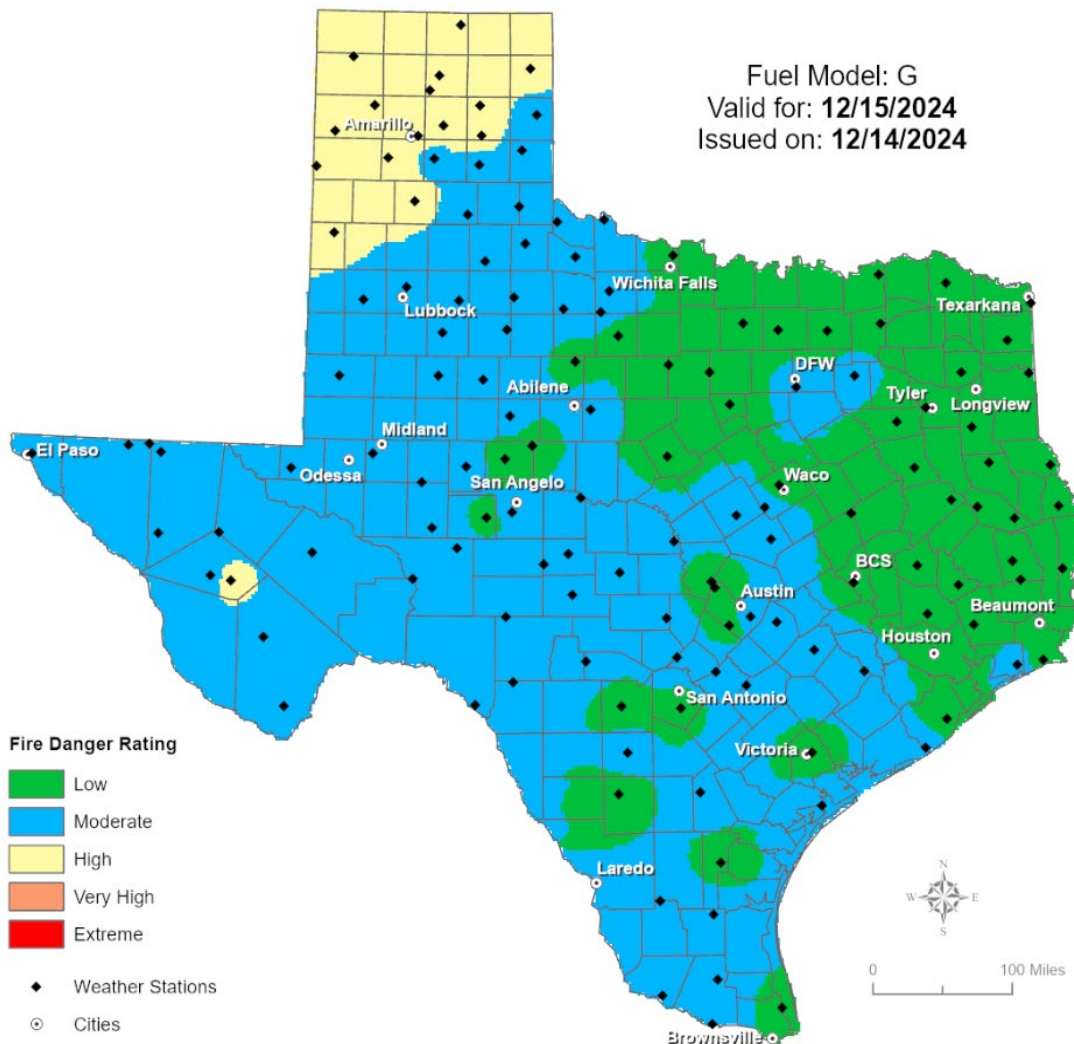 Fuel Model: G
Valid for: 12/15/2024
Issued on: 12/14/2024
Amarillo
Wichita Falls
Lubbock
Texarkana
DFW
Abilene
Tyler
Longview
Midland
El Paso
Odessa
San Angelo
Waco
BCS
Austin
Beaumont
Houston
San Antonio
Victoria
Laredo
Brownsville
Fire Danger Rating
Low
Moderate
High
Very High
Extreme
Weather Stations
Cities
N
W E
S
0 100 Miles